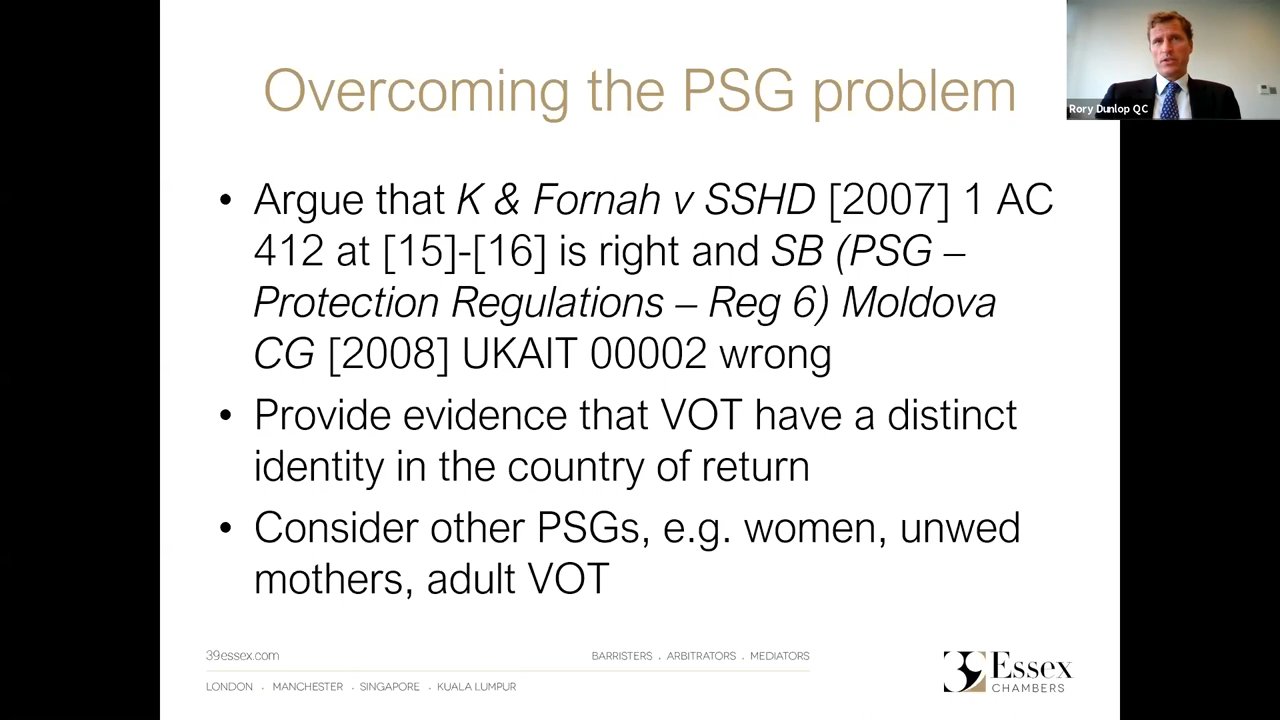 Overcoming the PSG problem
Rory Dunlop QC
• Argue that K & Fornah v SSHD [2007] 1 AC
412 at [15]-[16] is right and SB (PSG –
Protection Regulations – Reg 6) Moldova
CG [2008] UKAIT 00002 wrong
• Provide evidence that VOT have a distinct
identity in the country of return
• Consider other PSGs, e.g. women, unwed
mothers, adult VOT
39essex.com
BARRISTERS . ARBITRATORS . MEDIATORS
LONDON . MANCHESTER . SINGAPORE . KUALA LUMPUR
39 Essex
CHAMBERS